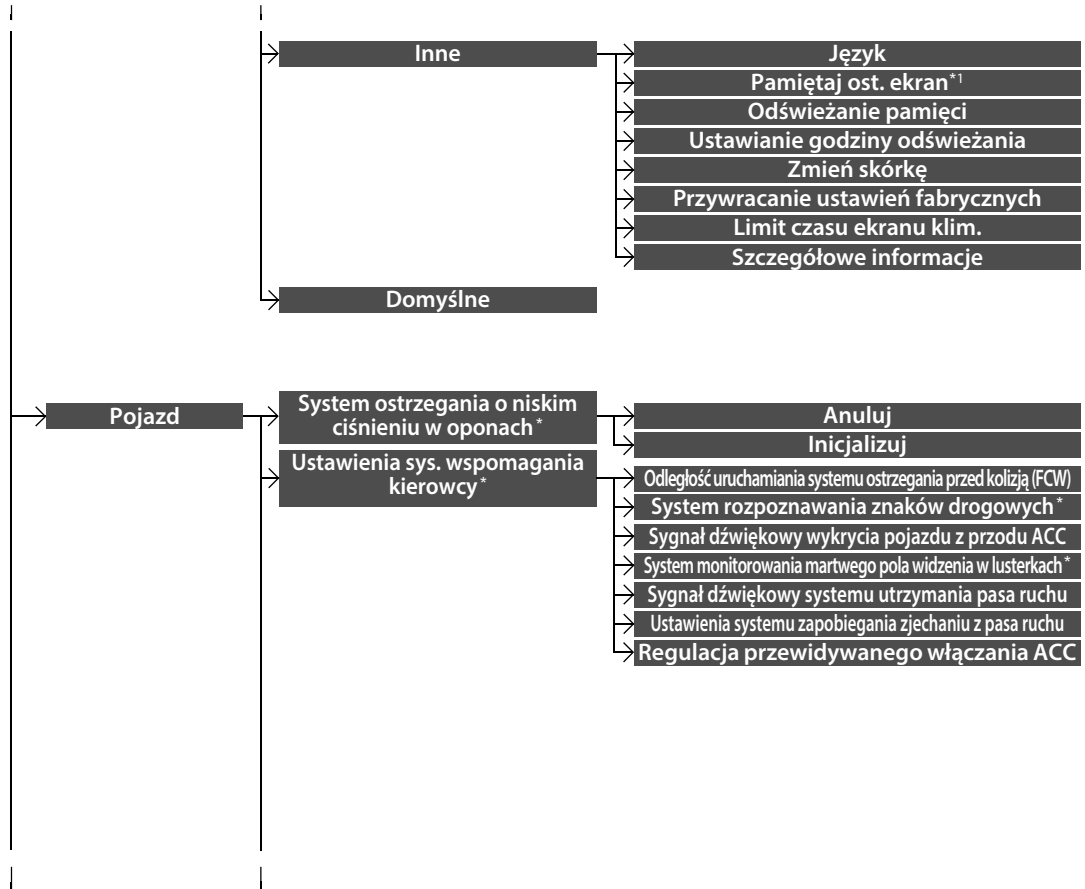 Inne
Język
Pamiętaj ost. ekran*1
Odświeżanie pamięci
Ustawianie godziny odświeżania
Zmień skórkę
Przywracanie ustawień fabrycznych
Limit czasu ekranu klim.
Szczegółowe informacje
Domyślne
Pojazd
System ostrzegania o niskim
ciśnieniu w oponach*
Anuluj
Inicjalizuj
Ustawienia sys. wspomagania
kierowcy*
Odległość uruchamiania systemu ostrzegania przed kolizją (FCW)
System rozpoznawania znaków drogowych*
Sygnał dźwiękowy wykrycia pojazdu z przodu ACC
System monitorowania martwego pola widzenia w lusterkach*
Sygnał dźwiękowy systemu utrzymania pasa ruchu
Ustawienia systemu zapobiegania zjechaniu z pasa ruchu
Regulacja przewidywanego włączania ACC